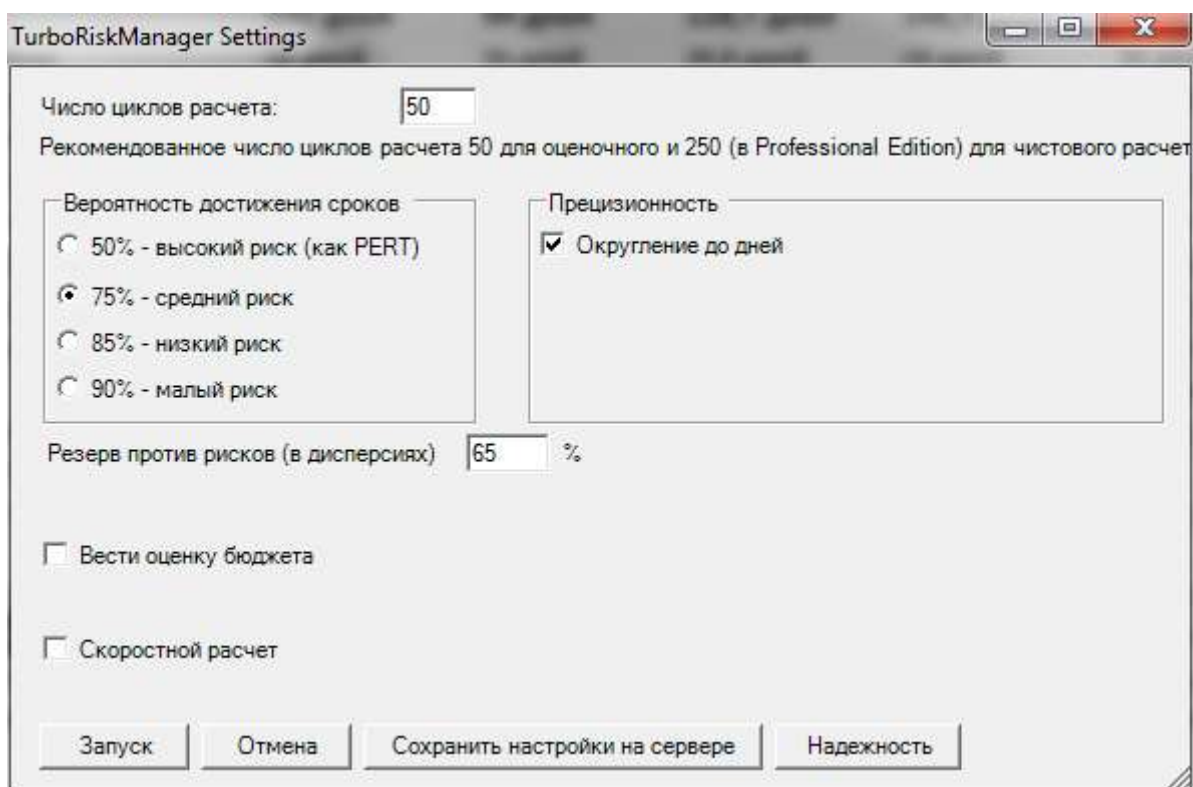 TurboRiskManager Settings
Число циклов расчета: 50
Рекомендованное число циклов расчета 50 для оценочного и 250 (в Professional Edition) для чистового расчет
Вероятность достижения сроков
50% - высокий риск (как PERT)
75% - средний риск
85% - низкий риск
90% - малый риск
Прецизионность
Округление до дней
Резерв против рисков (в дисперсиях) 65 %
Вести оценку бюджета
Скоростной расчет
Запуск Отмена Сохранить настройки на сервере Надежность